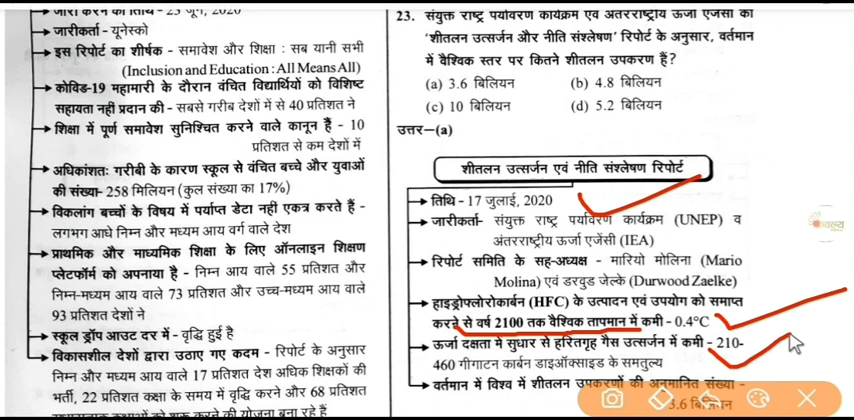 जारी करने की तिथि - 23 जून, 2020
जारीकर्ता - यूनेस्को
इस रिपोर्ट का शीर्षक - समावेश और शिक्षा : सब यानी सभी
(Inclusion and Education : All Means All)
कोविड-19 महामारी के दौरान वंचित विद्यार्थियों को विशिष्ट
सहायता नहीं प्रदान की - सबसे गरीब देशों में से 40 प्रतिशत ने
शिक्षा में पूर्ण समावेश सुनिश्चित करने वाले कानून हैं - 10
प्रतिशत से कम देशों में
अधिकांशतः गरीबी के कारण स्कूल से वंचित बच्चे और युवाओं
की संख्या- 258 मिलियन (कुल संख्या का 17%)
विकलांग बच्चों के विषय में पर्याप्त डेटा नही एकत्र करते हैं -
लगभग आधे निम्न और मध्यम आय वर्ग वाले देश
प्राथमिक और माध्यमिक शिक्षा के लिए ऑनलाइन शिक्षण
प्लेटफॉर्म को अपनाया है - निम्न आय वाले 55 प्रतिशत और
निम्न-मध्यम आय वाले 73 प्रतिशत और उच्च-मध्यम आय वाले
93 प्रतिशत देशों ने
स्कूल ड्रॉप आउट दर में - वृद्धि हुई है
विकासशील देशों द्वारा उठाए गए कदम - रिपोर्ट के अनुसार
निम्न और मध्यम आय वाले 17 प्रतिशत देश अधिक शिक्षकों की
भर्ती, 22 प्रतिशत कक्षा के समय में वृद्धि करने और 68 प्रतिशत
की योजना बना रहे हैं
23. संयुक्त राष्ट्र पर्यावरण कार्यक्रम एवं अंतरराष्ट्रीय ऊर्जा एजेंसी की
'शीतलन उत्सर्जन और नीति संश्लेषण' रिपोर्ट के अनुसार, वर्तमान
में वैश्विक स्तर पर कितने शीतलन उपकरण हैं?
(a) 3.6 बिलियन (b) 4.8 बिलियन
(c) 10 बिलियन (d) 5.2 बिलियन
उत्तर—(a)
शीतलन उत्सर्जन एवं नीति संश्लेषण रिपोर्ट
तिथि - 17 जुलाई, 2020
जारीकर्ता- संयुक्त राष्ट्र पर्यावरण कार्यक्रम (UNEP) व
अंतरराष्ट्रीय ऊर्जा एजेंसी (IEA)
रिपोर्ट समिति के सह-अध्यक्ष - मारियो मोलिना (Mario
Molina) एवं डरवुड जेल्के (Durwood Zaelke)
हाइड्रोफ्लोरोकार्बन (HFC) के उत्पादन एवं उपयोग को समाप्त
करने से वर्ष 2100 तक वैश्विक तापमान में कमी - 0.4°C
ऊर्जा दक्षता मे सुधार से हरितगृह गैस उत्सर्जन में कमी - 210-
460 गीगाटन कार्बन डाइऑक्साइड के समतुल्य
वर्तमान में विश्व में शीतलन उपकरणों की अनुमानित संख्या -
3.6 बिलियन